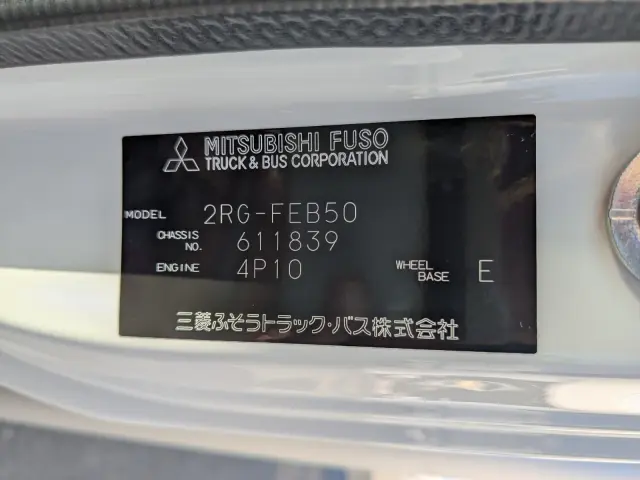 MITSUBISHI FUSO
TRUCK & BUS CORPORATION
MODEL 2RG-FEB50
CHASSIS NO. 611839
ENGINE 4P10 WHEEL BASE E
三菱ふそうトラック・バス株式会社